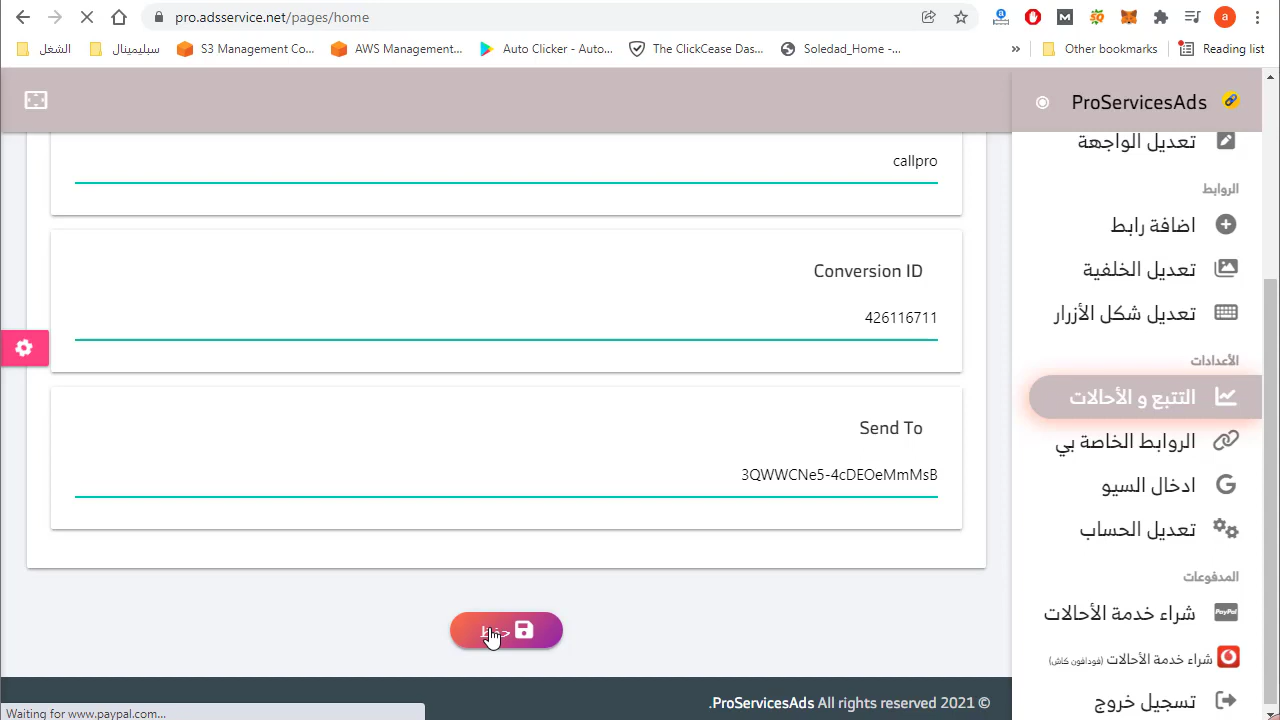 pro.adsservice.net/pages/home
a
الشغل
سبليمينال
S3 Management Co...
AWS Management...
Auto Clicker - Auto...
The ClickCease Das...
Soledad_Home -...
»
Other bookmarks
Reading list
ProServicesAds
تعديل الواجهة
الروابط
اضافة رابط
تعديل الخلفية
تعديل شكل الأزرار
الأعدادات
التتبع و الأحالات
الروابط الخاصة بي
ادخال السيو
تعديل الحساب
المدفوعات
PayPal
شراء خدمة الأحالات
شراء خدمة الأحالات (فودافون كاش)
تسجيل خروج
callpro
Conversion ID
426116711
Send To
3QWWCNe5-4cDEOeMmMsB
حفظ
.ProServicesAds All rights reserved 2021 ©
Waiting for www.paypal.com...